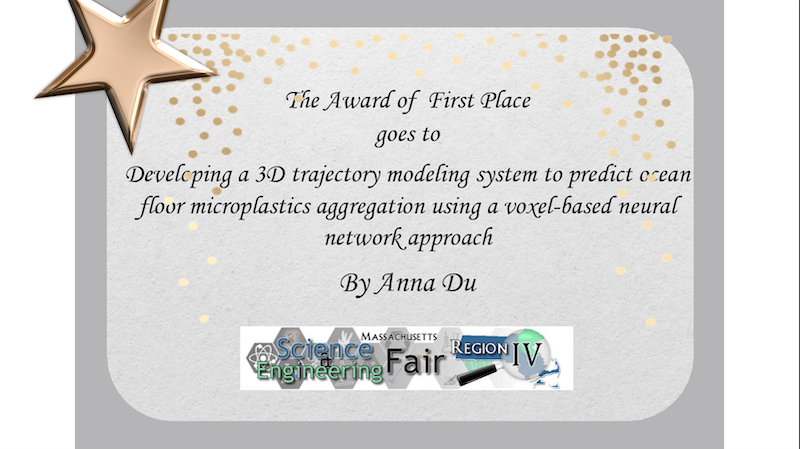 The Award of First Place
goes to
Developing a 3D trajectory modeling system to predict ocean
floor microplastics aggregation using a voxel-based neural
network approach
By Anna Du
Massachusetts
Science & Engineering Fair
Region IV